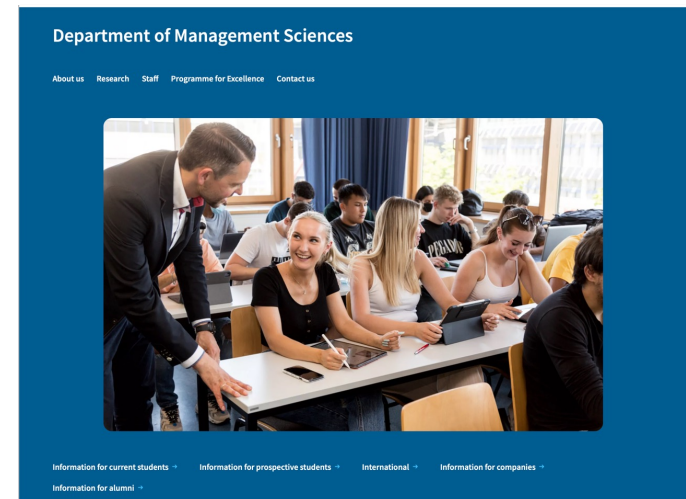 Department of Management Sciences
About us Research Staff Programme for Excellence Contact us
PEGADOR
Information for current students → Information for prospective students → International → Information for companies →
Information for alumni →